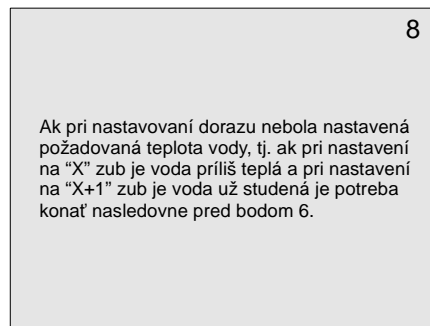 8
Ak pri nastavovaní dorazu nebola nastavená
požadovaná teplota vody, tj. ak pri nastavení
na “X” zub je voda príliš teplá a pri nastavení
na “X+1” zub je voda už studená je potreba
konať nasledovne pred bodom 6.